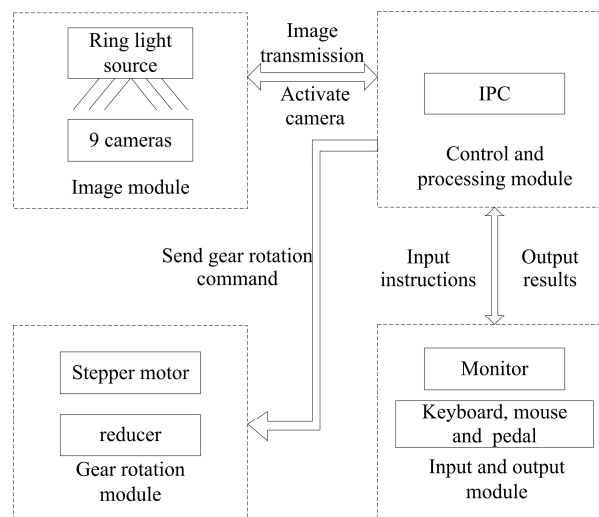 Ring light
source
9 cameras
Image module
Image
transmission
Activate
camera
IPC
Control and
processing module
Send gear rotation
command
Input
instructions
Output
results
Stepper motor
reducer
Gear rotation
module
Monitor
Keyboard, mouse
and pedal
Input and output
module